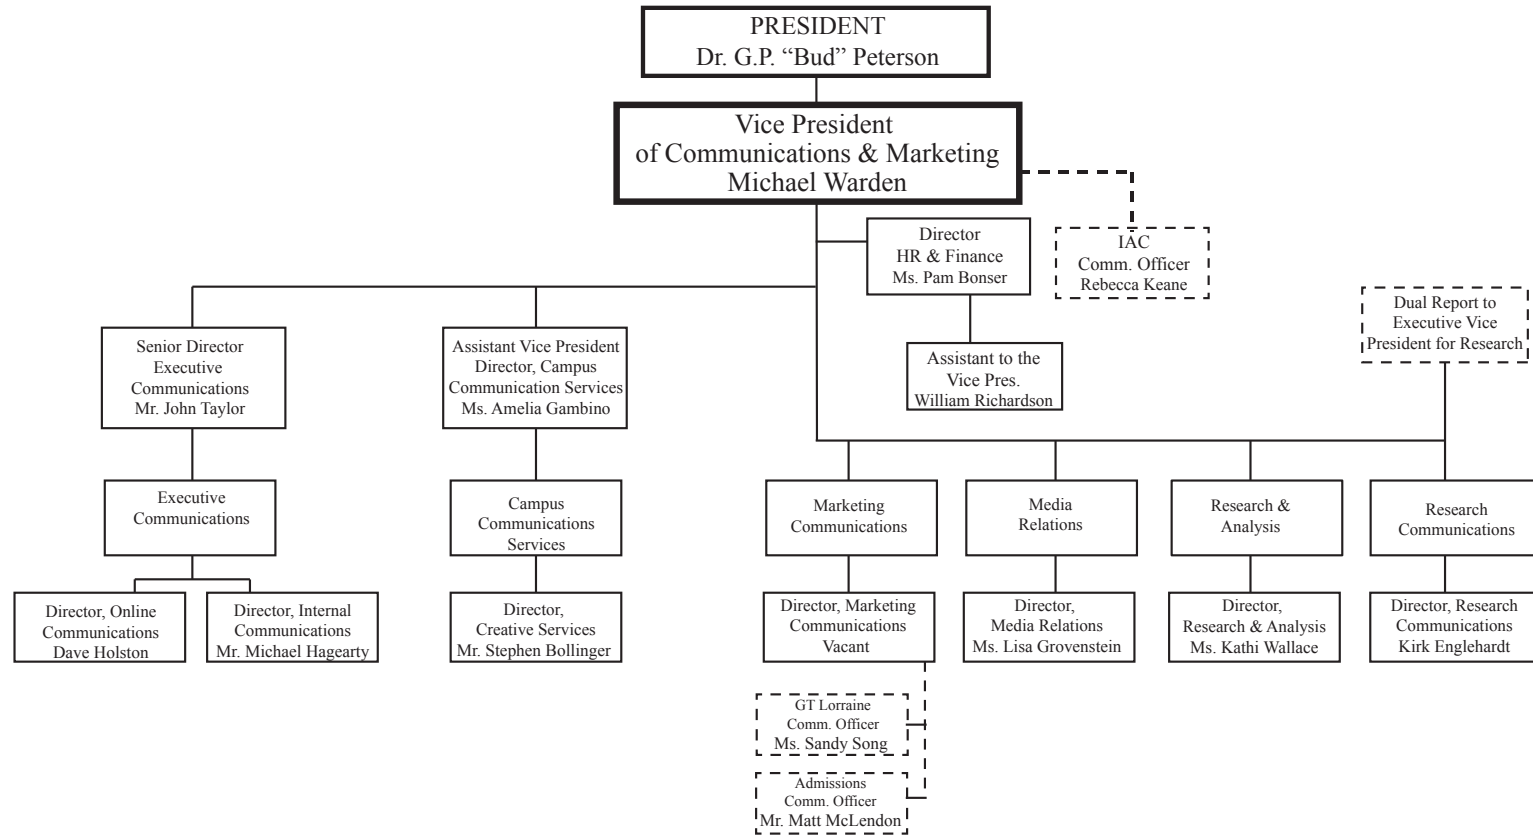 PRESIDENT
Dr. G.P. “Bud” Peterson
Vice President
of Communications & Marketing
Michael Warden
Director
HR & Finance
Ms. Pam Bonser
IAC
Comm. Officer
Rebecca Keane
Dual Report to
Executive Vice
President for Research
Assistant to the
Vice Pres.
William Richardson
Senior Director
Executive
Communications
Mr. John Taylor
Assistant Vice President
Director, Campus
Communication Services
Ms. Amelia Gambino
Executive
Communications
Campus
Communications
Services
Marketing
Communications
Media
Relations
Research &
Analysis
Research
Communications
Director, Online
Communications
Dave Holston
Director, Internal
Communications
Mr. Michael Hagearty
Director,
Creative Services
Mr. Stephen Bollinger
Director, Marketing
Communications
Vacant
Director,
Media Relations
Ms. Lisa Grovenstein
Director,
Research & Analysis
Ms. Kathi Wallace
Director, Research
Communications
Kirk Englehardt
GT Lorraine
Comm. Officer
Ms. Sandy Song
Admissions
Comm. Officer
Mr. Matt McLendon